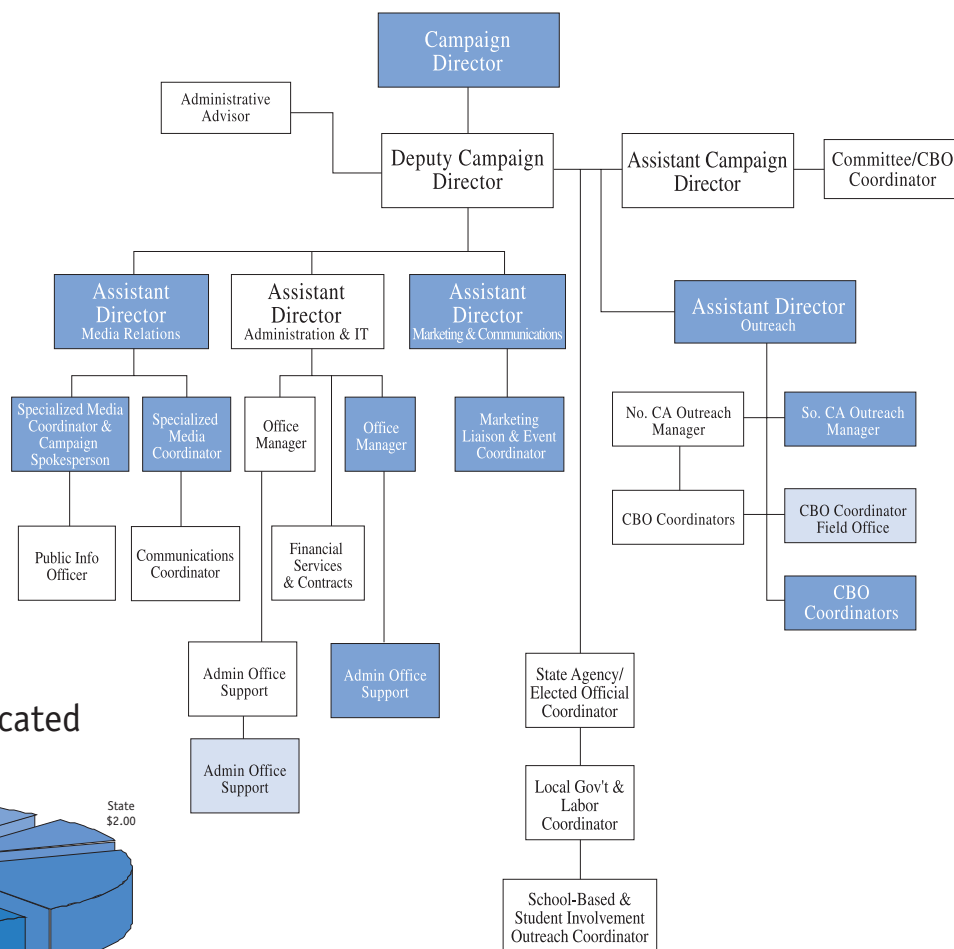 Campaign
Director
Administrative
Advisor
Deputy Campaign
Director
Assistant Campaign
Director
Committee/CBO
Coordinator
Assistant
Director
Media Relations
Assistant
Director
Administration & IT
Assistant
Director
Marketing & Communications
Assistant Director
Outreach
Specialized Media
Coordinator &
Campaign
Spokesperson
Specialized
Media
Coordinator
Office
Manager
Office
Manager
Marketing
Liaison & Event
Coordinator
No. CA Outreach
Manager
So. CA Outreach
Manager
Public Info
Officer
Communications
Coordinator
Financial
Services
& Contracts
CBO Coordinators
CBO Coordinator
Field Office
CBO
Coordinators
Admin Office
Support
Admin Office
Support
State Agency/
Elected Official
Coordinator
cated
Admin Office
Support
Local Gov't &
Labor
Coordinator
State
$2.00
School-Based &
Student Involvement
Outreach Coordinator